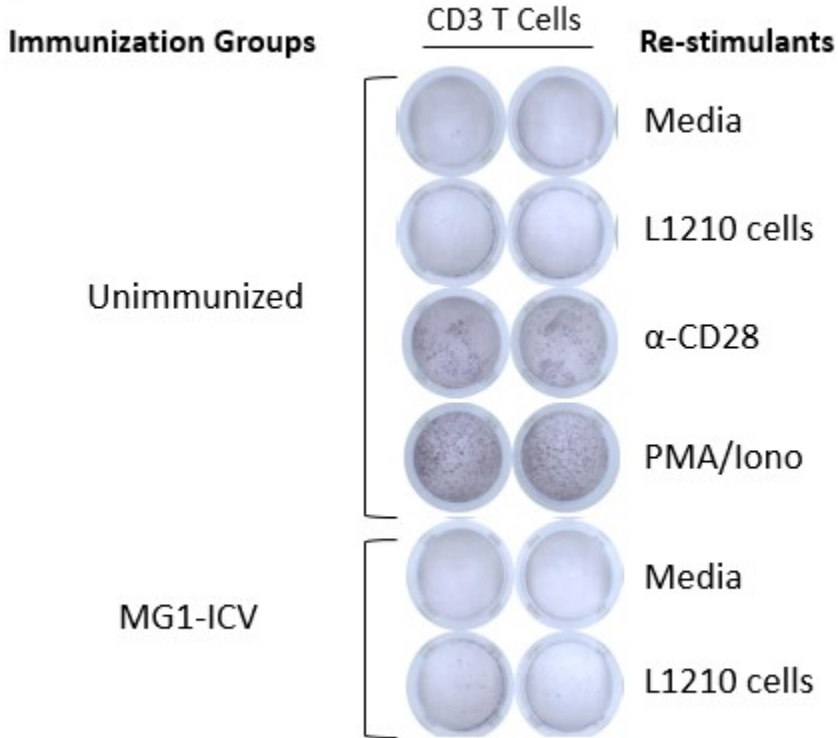 CD3 T Cells
Immunization Groups
Re-stimulants
Media
L1210 cells
Unimmunized
α-CD28
PMA/Iono
Media
MG1-ICV
L1210 cells